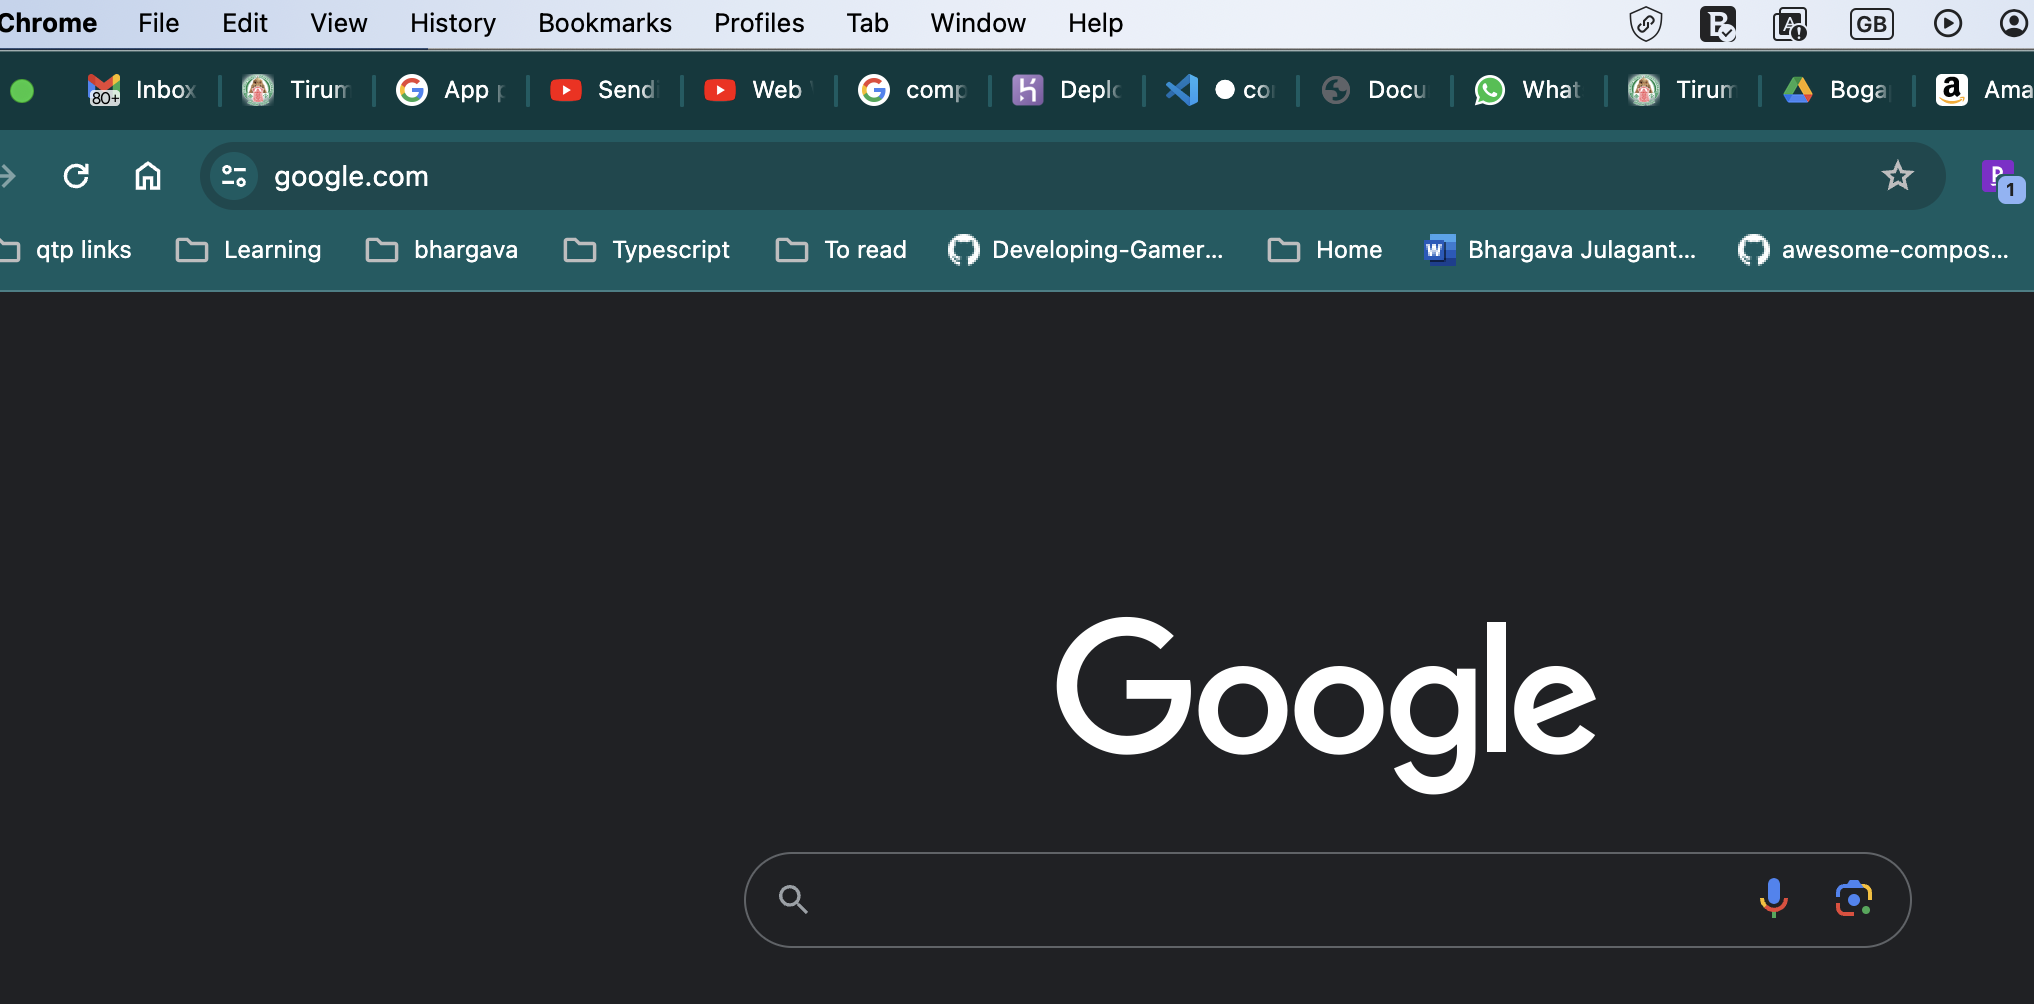 Chrome File Edit View History Bookmarks Profiles Tab Window Help GB
80+ Inbox Tirum App Sendi Web comp Deplo co Docu What Tirum Boga Ama
google.com 1
qtp links Learning bhargava Typescript To read Developing-Gamer... Home Bhargava Julagant... awesome-compos...
Google